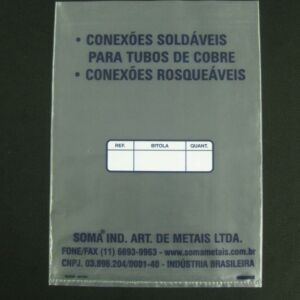 • CONEXÕES SOLDÁVEIS
PARA TUBOS DE COBRE
• CONEXÕES ROSQUEÁVEIS
REF. BITOLA QUANT.
SOMA® IND. ART. DE METAIS LTDA.
FONE/FAX (11) 6693-9963 - www.somametais.com.br
CNPJ. 03.896.204/0001-40 - INDÚSTRIA BRASILEIRA